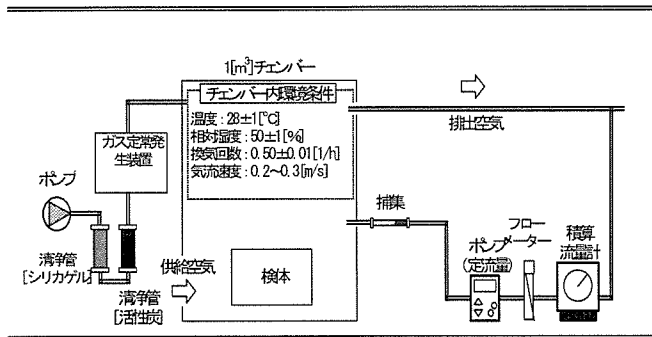 1[m³]チェンバー
チェンバー内環境条件
温度:28±1[℃]
相対湿度:50±1[%]
換気回数:0.50±0.01[1/h]
気流速度:0.2～0.3[m/s]
排出空気
ガス定常発
生装置
ポンプ
清浄管
[シリカゲル]
清浄管
[活性炭]
供給空気
検体
捕集
ポンプ
(定流量)
フロー
メーター
積算
流量計